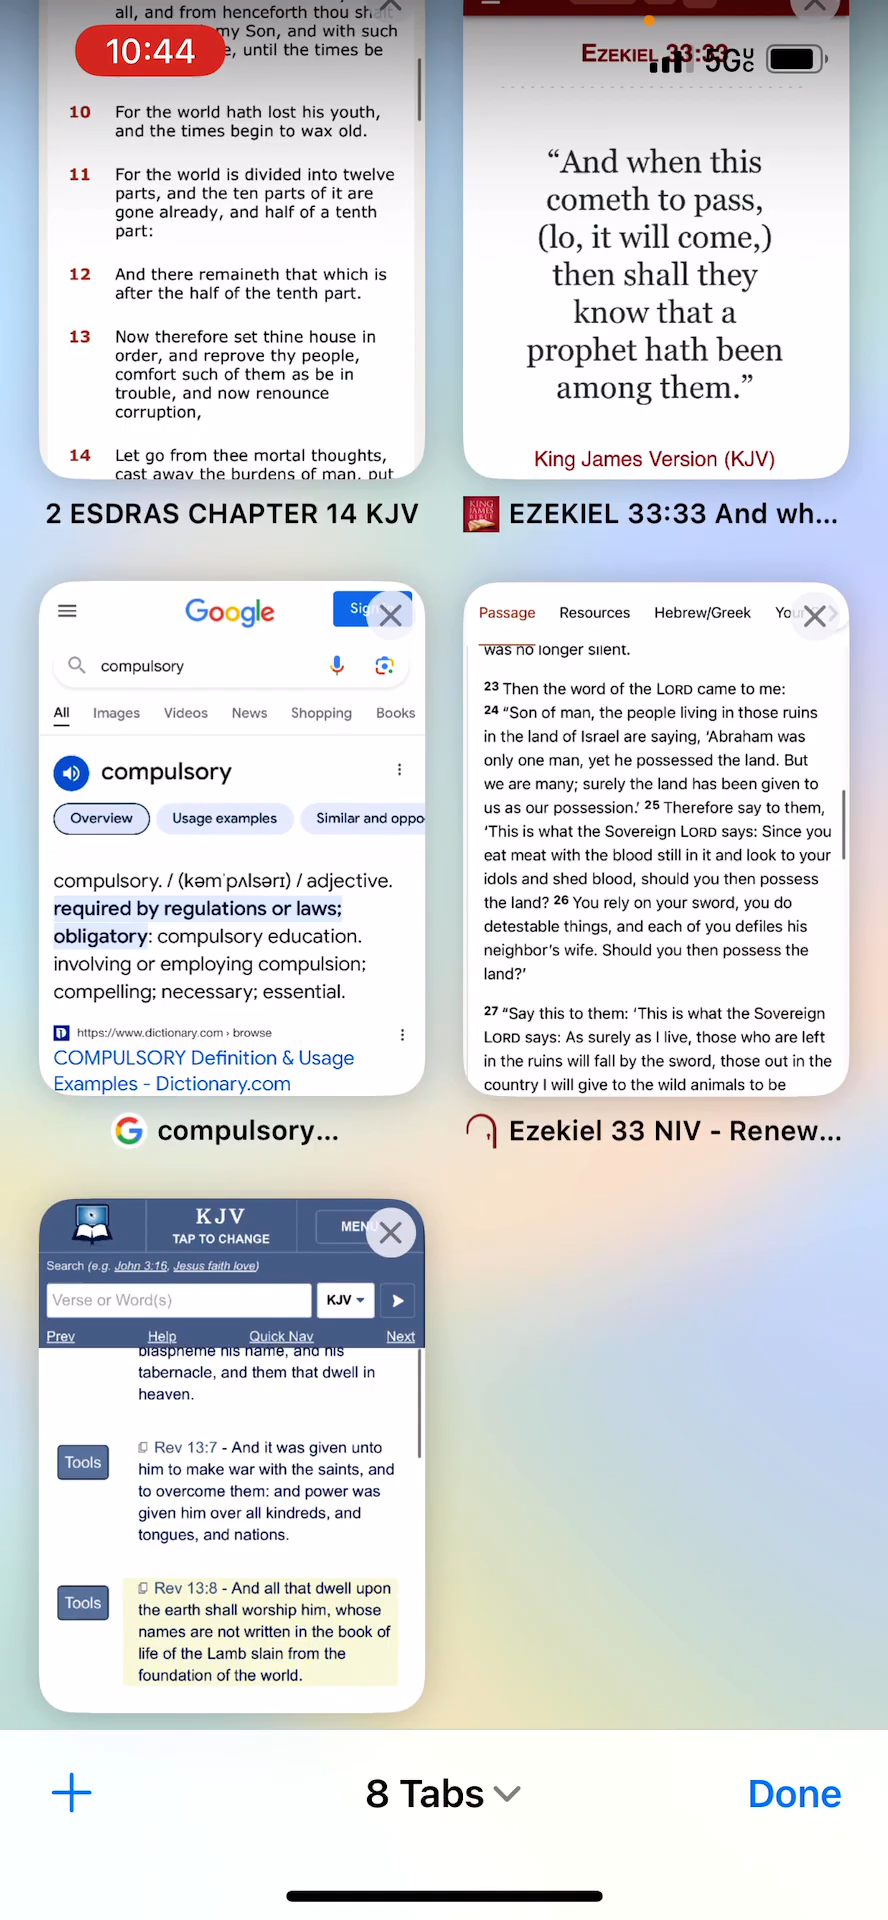 all, and from henceforth thou shalt
my Son, and with such
e, until the times be
10:44
EZEKIEL 33:33
5G UC
10 For the world hath lost his youth,
and the times begin to wax old.
11 For the world is divided into twelve
parts, and the ten parts of it are
gone already, and half of a tenth
part:
12 And there remaineth that which is
after the half of the tenth part.
13 Now therefore set thine house in
order, and reprove thy people,
comfort such of them as be in
trouble, and now renounce
corruption,
14 Let go from thee mortal thoughts,
cast away the burdens of man, put
2 ESDRAS CHAPTER 14 KJV
“And when this
cometh to pass,
(lo, it will come,)
then shall they
know that a
prophet hath been
among them.”
King James Version (KJV)
KING JAMES BIBLE
EZEKIEL 33:33 And wh...
Google
Sig
compulsory
All Images Videos News Shopping Books
compulsory
Overview Usage examples Similar and oppo
compulsory. / (kəmˈpʌlsərɪ) / adjective.
required by regulations or laws;
obligatory: compulsory education.
involving or employing compulsion;
compelling; necessary; essential.
https://www.dictionary.com › browse
COMPULSORY Definition & Usage
Examples - Dictionary.com
G compulsory...
Passage Resources Hebrew/Greek You
was no longer silent.
23 Then the word of the LORD came to me:
24 “Son of man, the people living in those ruins
in the land of Israel are saying, ‘Abraham was
only one man, yet he possessed the land. But
we are many; surely the land has been given to
us as our possession.’ 25 Therefore say to them,
‘This is what the Sovereign LORD says: Since you
eat meat with the blood still in it and look to your
idols and shed blood, should you then possess
the land? 26 You rely on your sword, you do
detestable things, and each of you defiles his
neighbor’s wife. Should you then possess the
land?’
27 “Say this to them: ‘This is what the Sovereign
LORD says: As surely as I live, those who are left
in the ruins will fall by the sword, those out in the
country I will give to the wild animals to be
Ezekiel 33 NIV - Renew...
KJV
TAP TO CHANGE
MENU
Search (e.g. John 3:16, Jesus faith love)
Verse or Word(s)
KJV
Prev Help Quick Nav Next
blaspheme his name, and his
tabernacle, and them that dwell in
heaven.
Tools
Rev 13:7 - And it was given unto
him to make war with the saints, and
to overcome them: and power was
given him over all kindreds, and
tongues, and nations.
Tools
Rev 13:8 - And all that dwell upon
the earth shall worship him, whose
names are not written in the book of
life of the Lamb slain from the
foundation of the world.
8 Tabs
Done